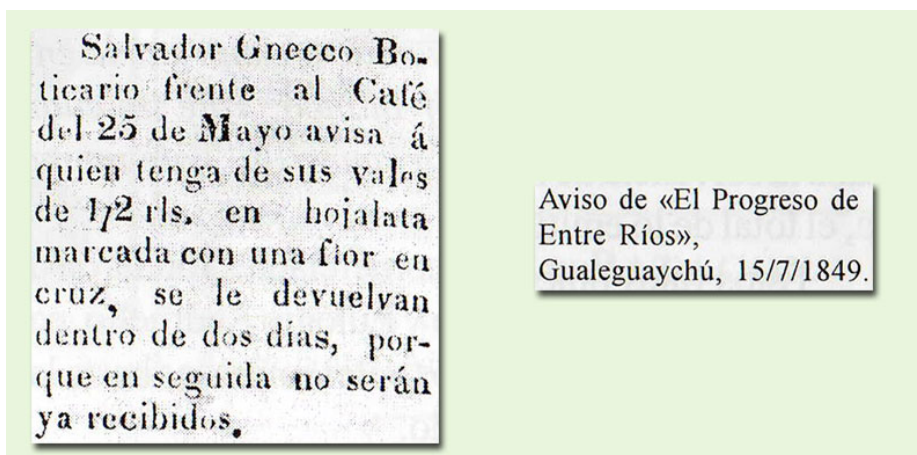 Salvador Gnecco Bo-
ticario frente al Café
del 25 de Mayo avisa á
quien tenga de sus vales
de 1/2 rls. en hojalata
marcada con una flor en
cruz, se le devuelvan
dentro de dos días, por-
que en seguida no serán
ya recibidos.
Aviso de «El Progreso de
Entre Ríos»,
Gualeguaychú, 15/7/1849.